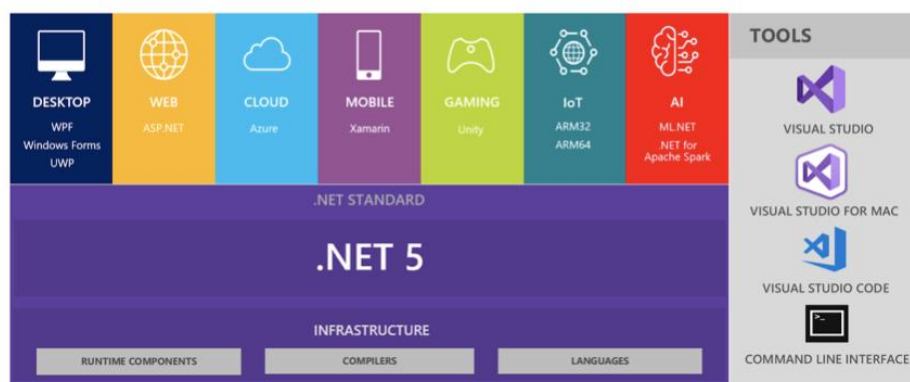 DESKTOP
WPF
Windows Forms
UWP
WEB
ASP.NET
CLOUD
Azure
MOBILE
Xamarin
GAMING
Unity
IoT
ARM32
ARM64
AI
ML.NET
.NET for
Apache Spark
.NET STANDARD
.NET 5
INFRASTRUCTURE
RUNTIME COMPONENTS
COMPILERS
LANGUAGES
TOOLS
VISUAL STUDIO
VISUAL STUDIO FOR MAC
VISUAL STUDIO CODE
>_
COMMAND LINE INTERFACE